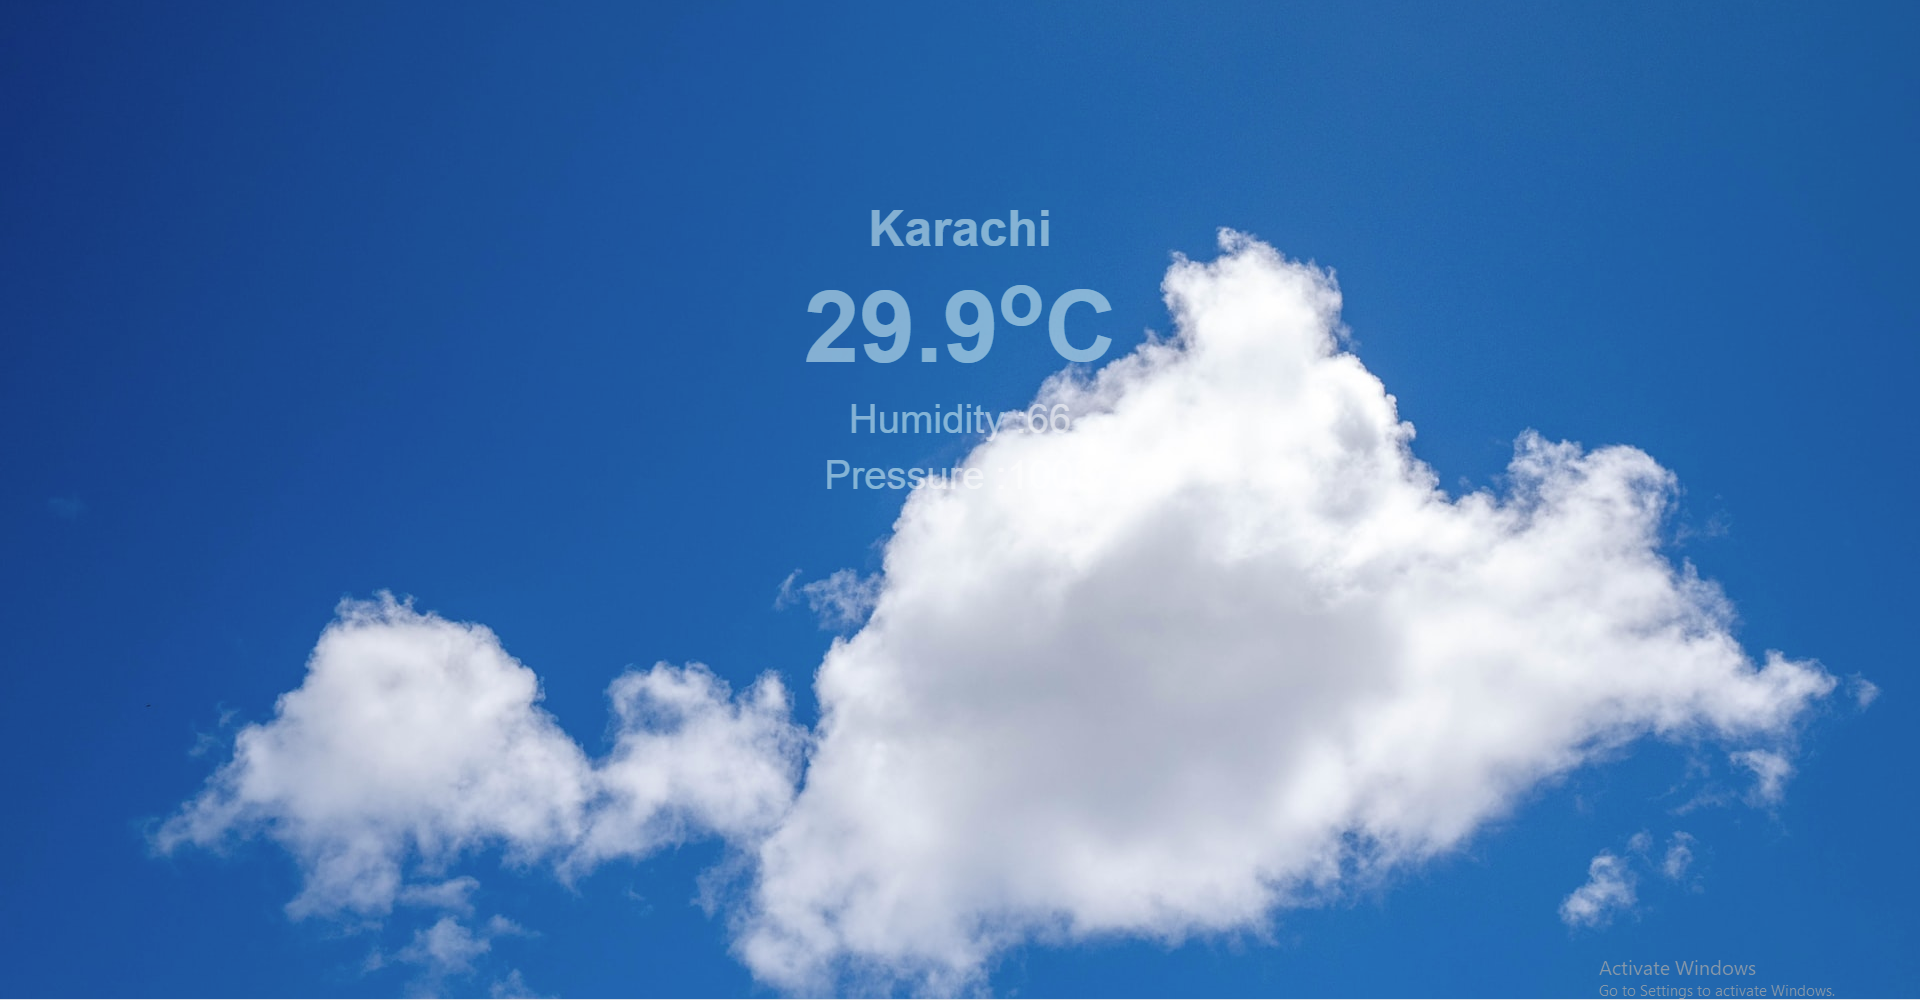 Karachi
29.9°C
Humidity :66
Pressure
Activate Windows
Go to Settings to activate Windows.